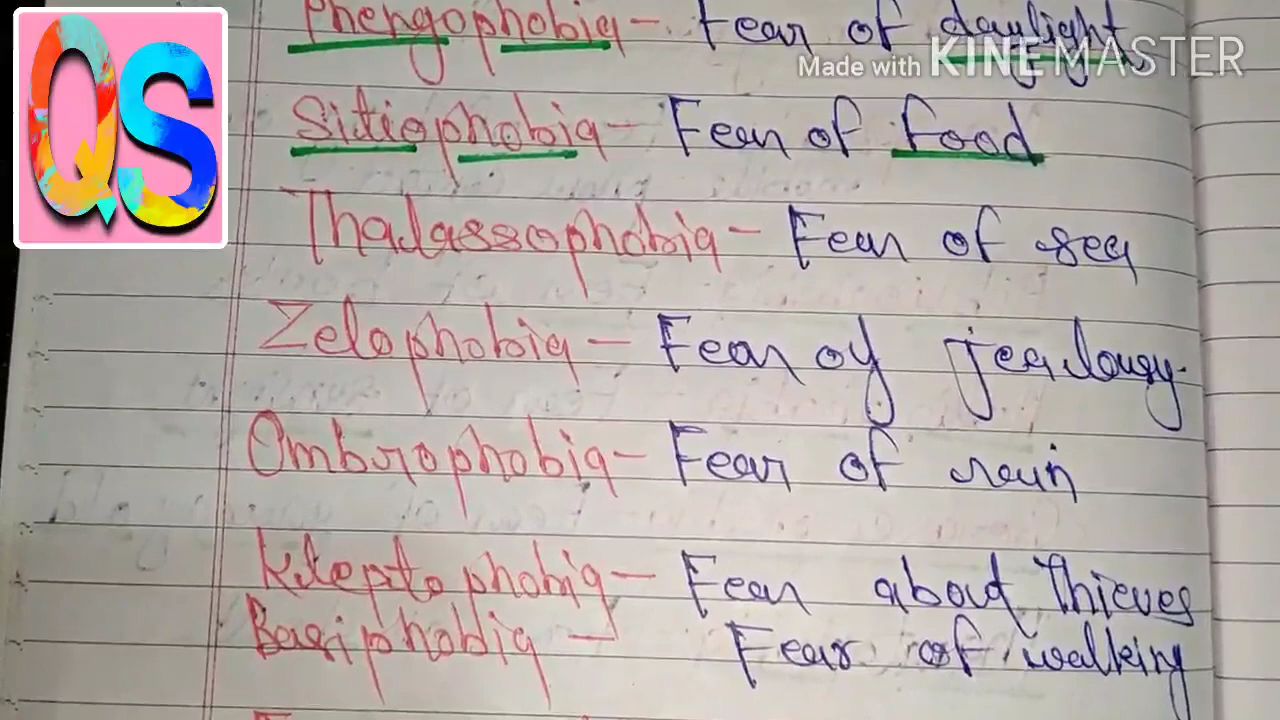 QS
Phengophobia - Fear of daylight
Made with KINEMASTER
Sitiophobia - Fear of food
Thalassophobia - Fear of sea
Zelophobia - Fear of jealousy.
Ombrophobia - Fear of rain
Kleptophobia - Fear about Thieves
Basiphobia - Fear of walking